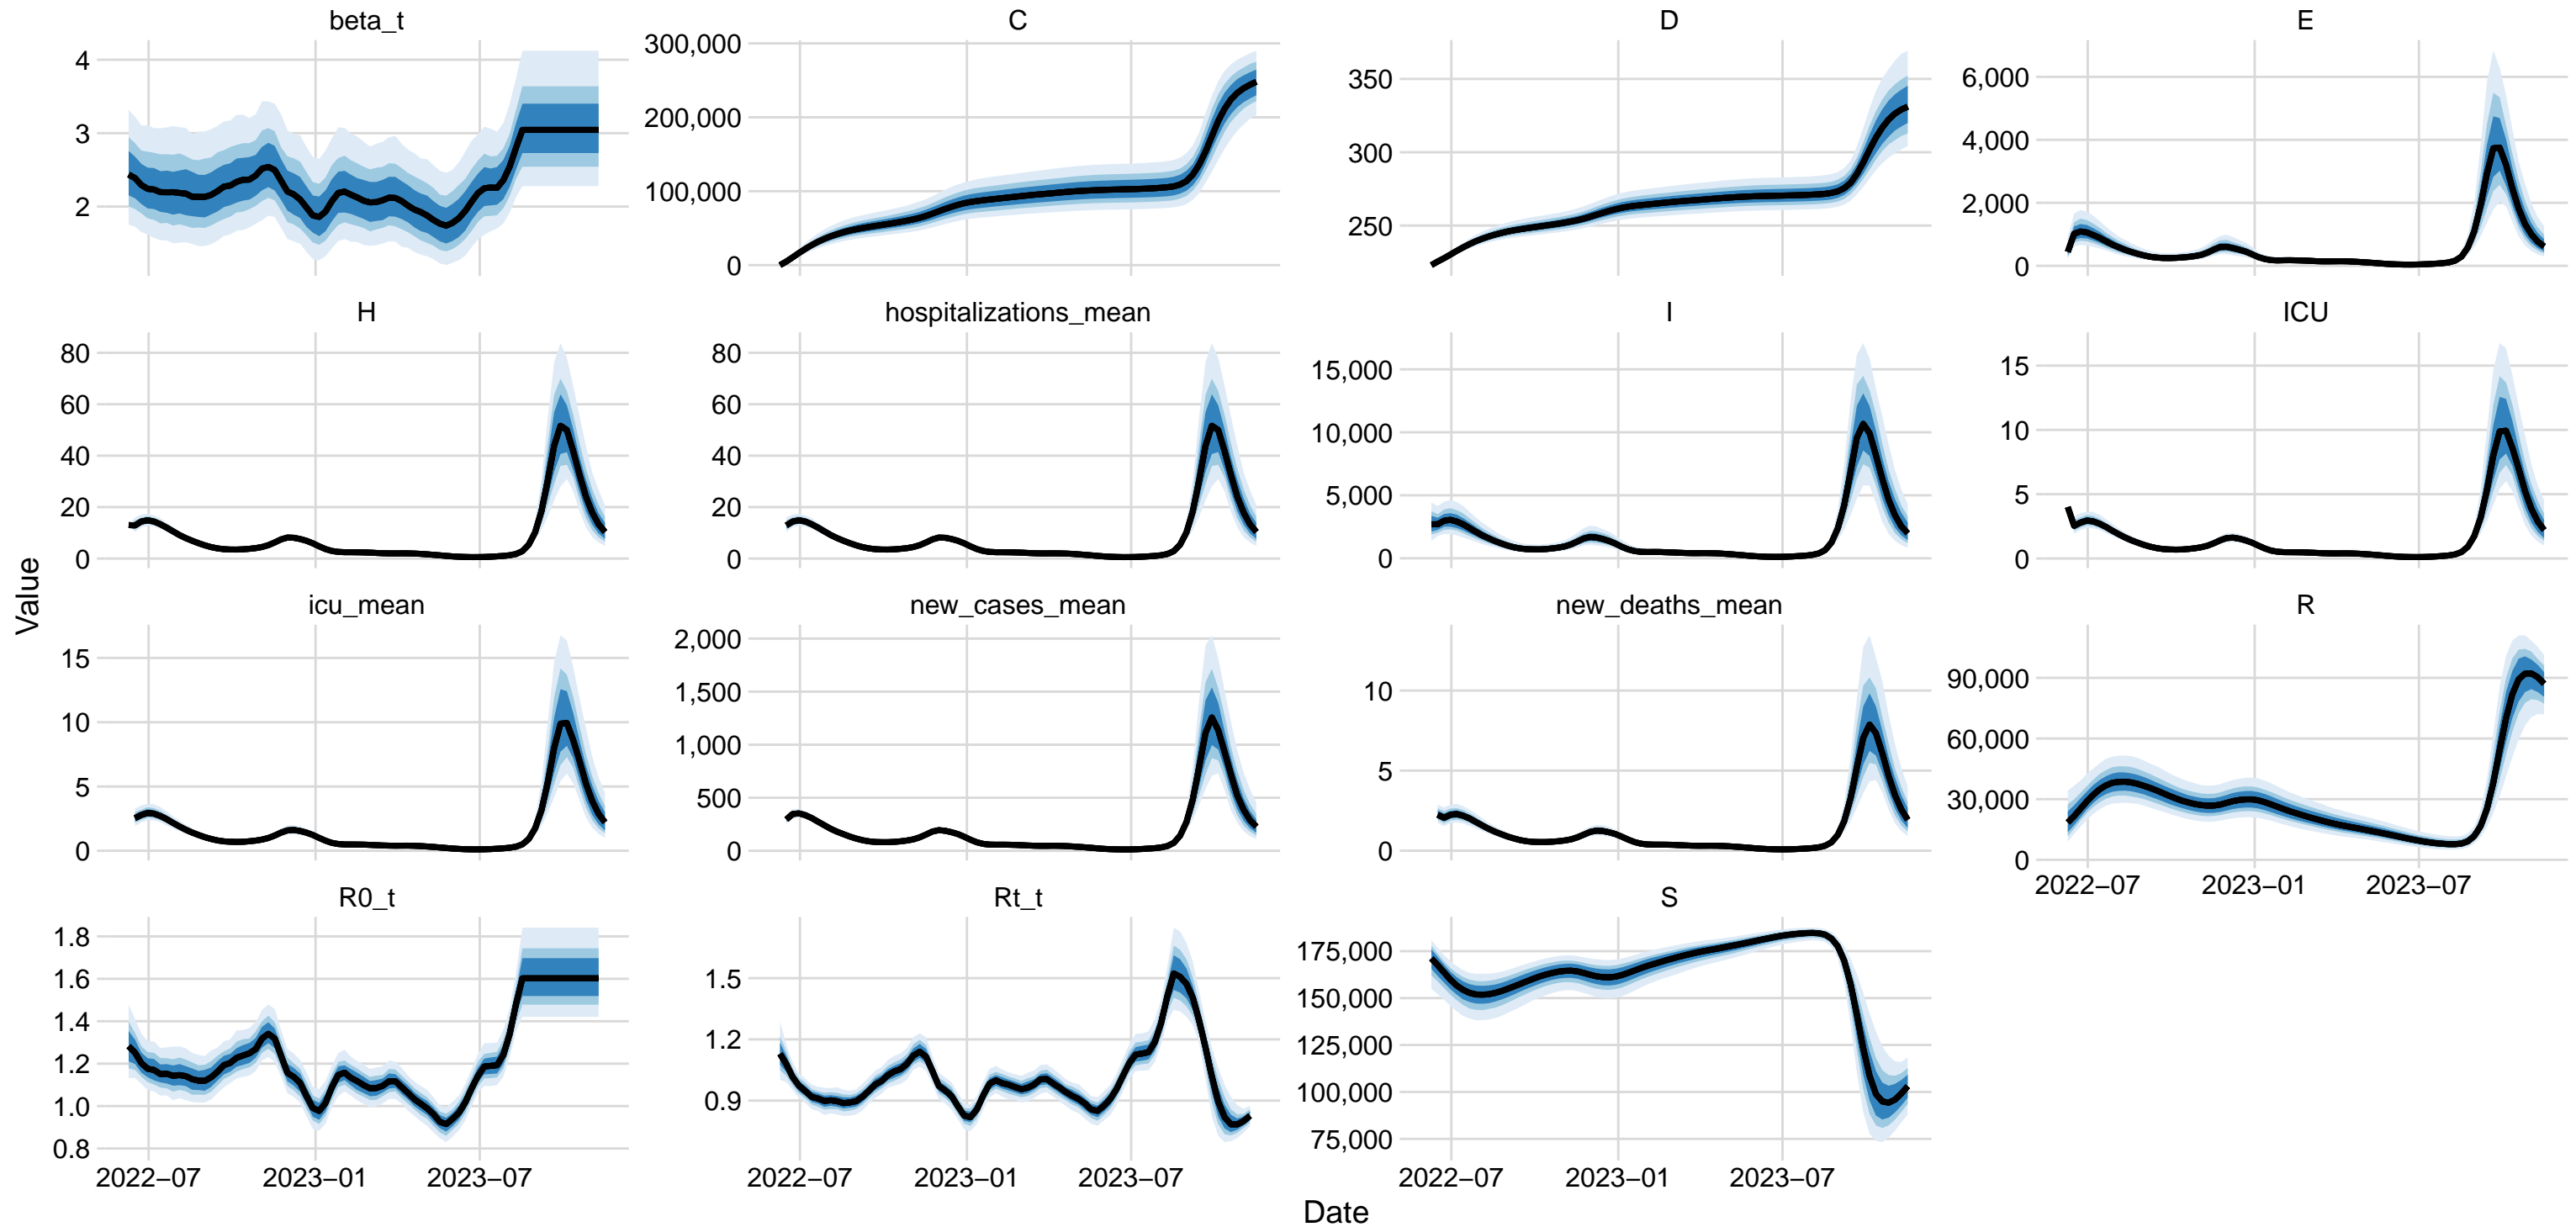 beta_t
C
D
E
4
3
2
300,000
200,000
100,000
0
350
300
250
6,000
4,000
2,000
0
H
hospitalizations_mean
I
ICU
80
60
40
20
0
80
60
40
20
0
15,000
10,000
5,000
0
15
10
5
0
Value
icu_mean
new_cases_mean
new_deaths_mean
R
15
10
5
0
2,000
1,500
1,000
500
0
10
5
0
90,000
60,000
30,000
0
2022−07 2023−01 2023−07
R0_t
Rt_t
S
1.8
1.6
1.4
1.2
1.0
0.8
1.5
1.2
0.9
175,000
150,000
125,000
100,000
75,000
2022−07 2023−01 2023−07
2022−07 2023−01 2023−07
2022−07 2023−01 2023−07
Date